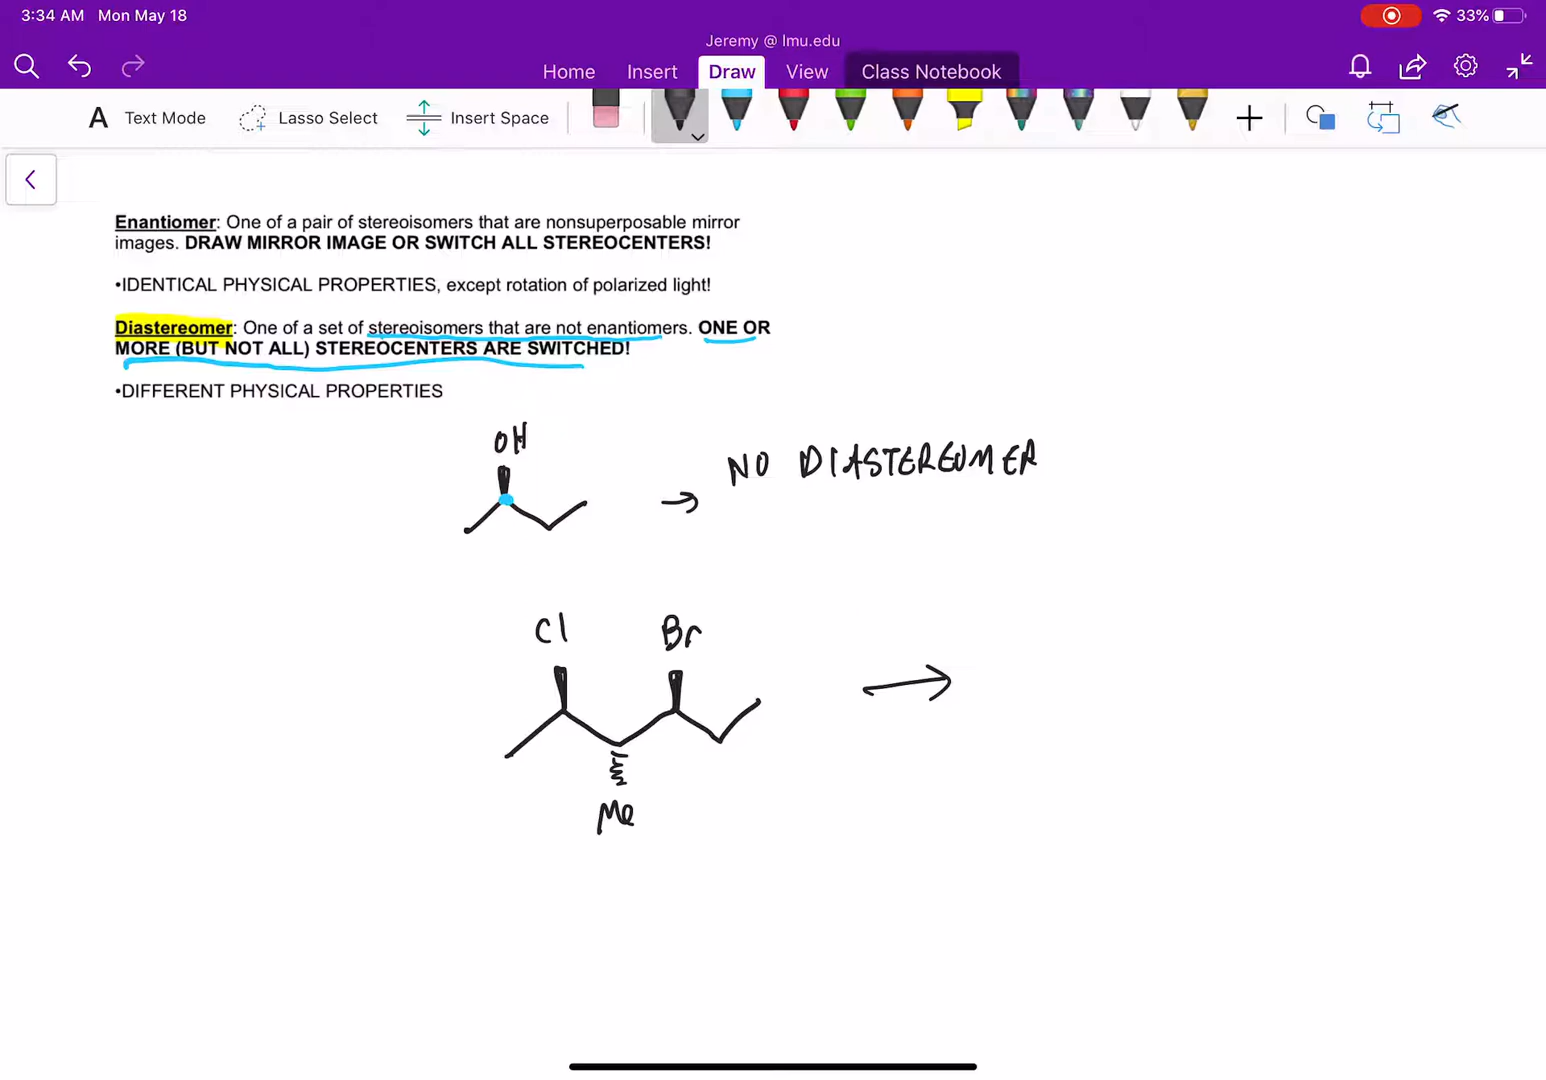 3:34 AM Mon May 18
33%
Jeremy @ lmu.edu
Home Insert Draw View Class Notebook
A Text Mode Lasso Select Insert Space
Enantiomer: One of a pair of stereoisomers that are nonsuperposable mirror
images. DRAW MIRROR IMAGE OR SWITCH ALL STEREOCENTERS!
•IDENTICAL PHYSICAL PROPERTIES, except rotation of polarized light!
Diastereomer: One of a set of stereoisomers that are not enantiomers. ONE OR
MORE (BUT NOT ALL) STEREOCENTERS ARE SWITCHED!
•DIFFERENT PHYSICAL PROPERTIES
OH
NO DIASTEREOMER
Cl Br
Me